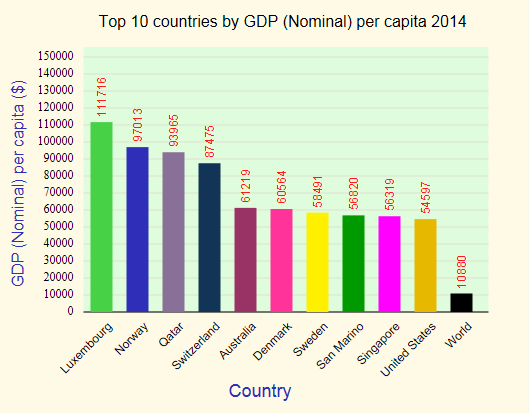 Top 10 countries by GDP (Nominal) per capita 2014
GDP (Nominal) per capita ($)
150000
140000
130000
120000
110000
100000
90000
80000
70000
60000
50000
40000
30000
20000
10000
0
111716
97013
93965
87475
61219
60564
58491
56820
56319
54597
10880
Luxembourg
Norway
Qatar
Switzerland
Australia
Denmark
Sweden
San Marino
Singapore
United States
World
Country